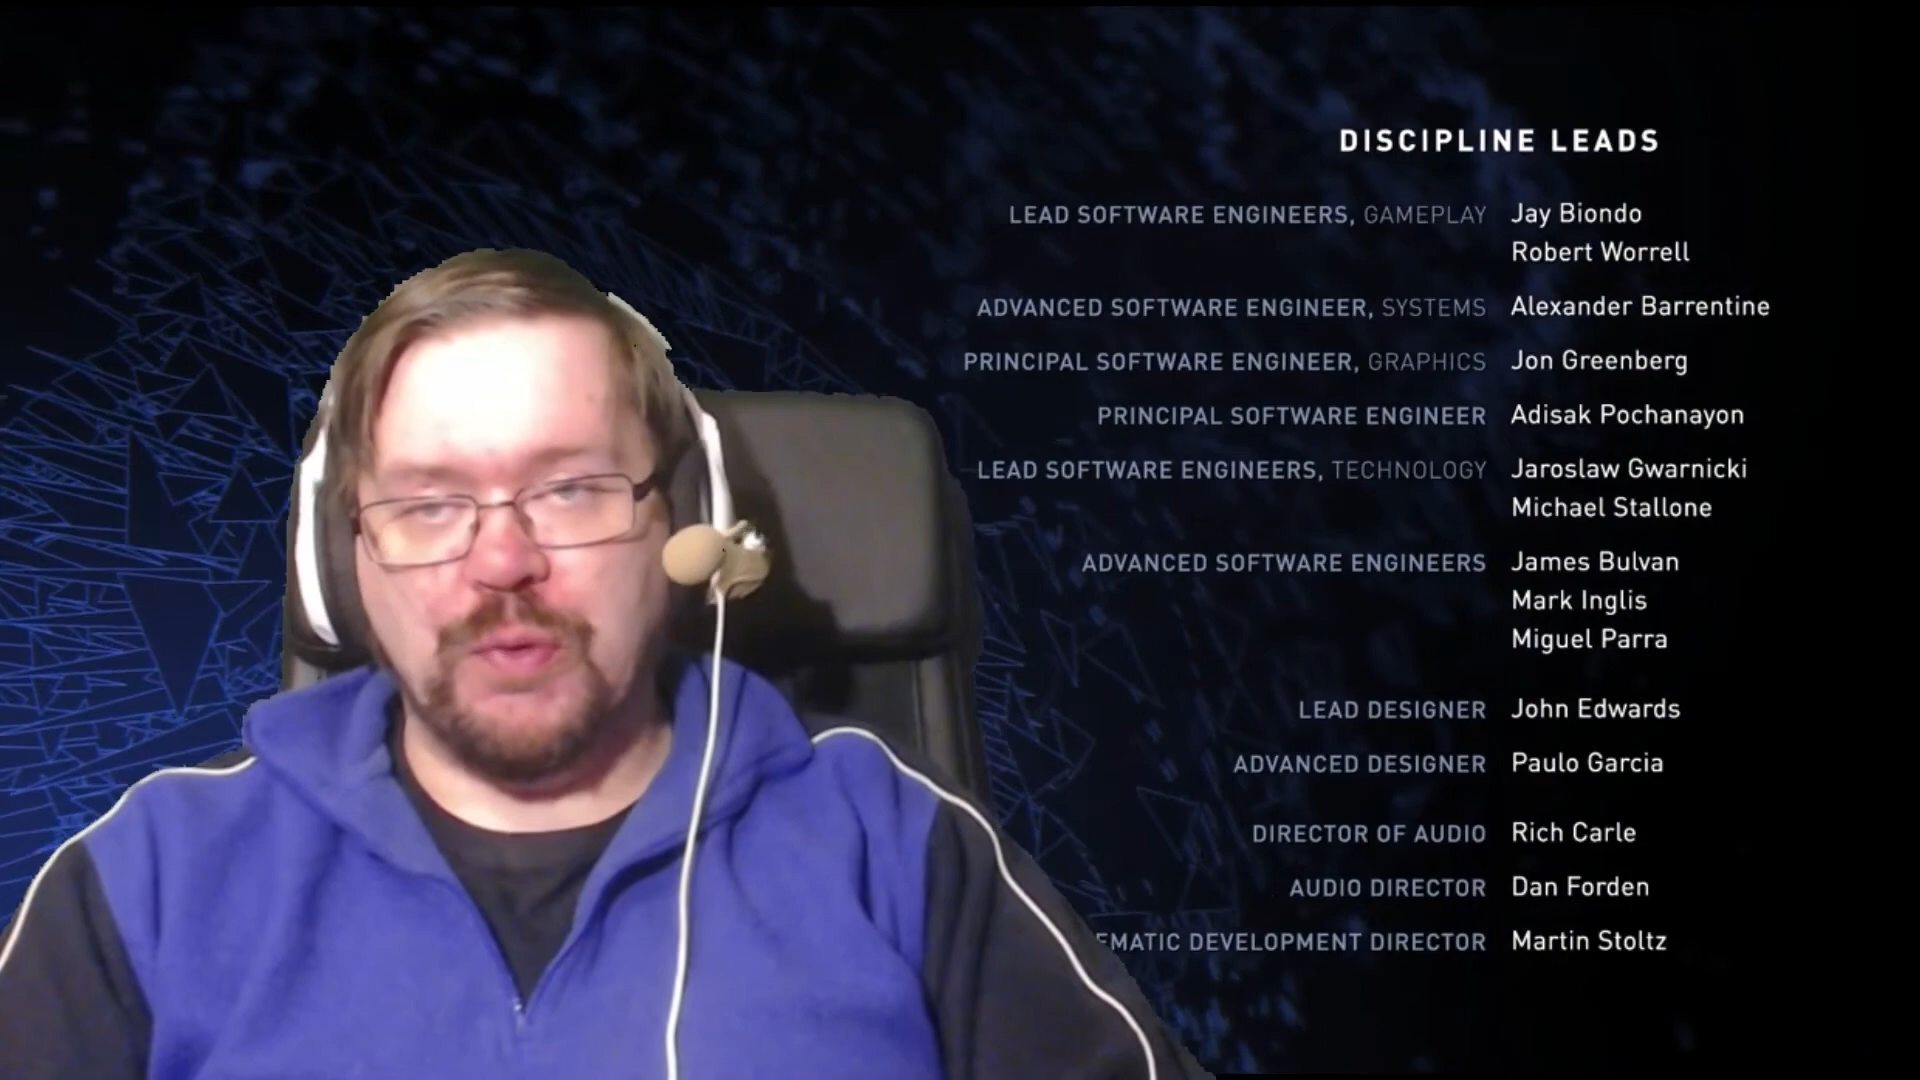 DISCIPLINE LEADS
LEAD SOFTWARE ENGINEERS, GAMEPLAY Jay Biondo
Robert Worrell
ADVANCED SOFTWARE ENGINEER, SYSTEMS Alexander Barrentine
PRINCIPAL SOFTWARE ENGINEER, GRAPHICS Jon Greenberg
PRINCIPAL SOFTWARE ENGINEER Adisak Pochanayon
LEAD SOFTWARE ENGINEERS, TECHNOLOGY Jaroslaw Gwarnicki
Michael Stallone
ADVANCED SOFTWARE ENGINEERS James Bulvan
Mark Inglis
Miguel Parra
LEAD DESIGNER John Edwards
ADVANCED DESIGNER Paulo Garcia
DIRECTOR OF AUDIO Rich Carle
AUDIO DIRECTOR Dan Forden
EMATIC DEVELOPMENT DIRECTOR Martin Stoltz